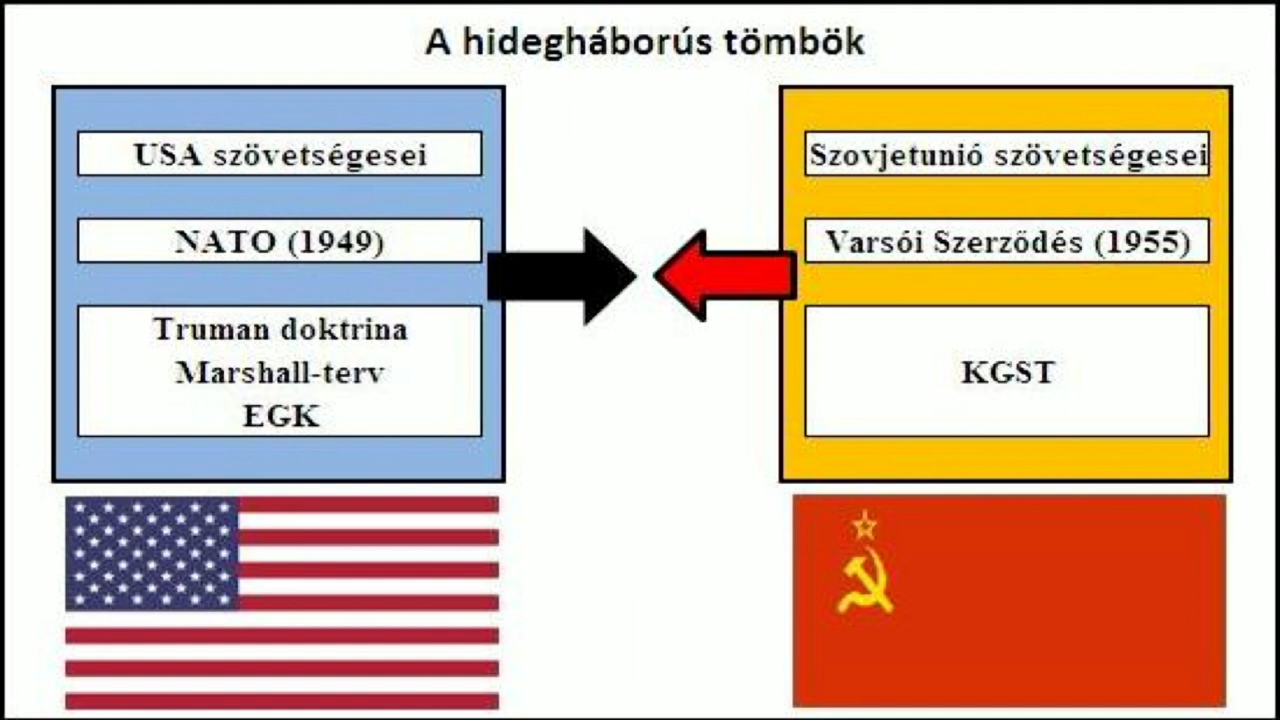 A hidegháborús tömbök
USA szövetségesei
NATO (1949)
Truman doktrina
Marshall-terv
EGK
Szovjetunió szövetségesei
Varsói Szerződés (1955)
KGST